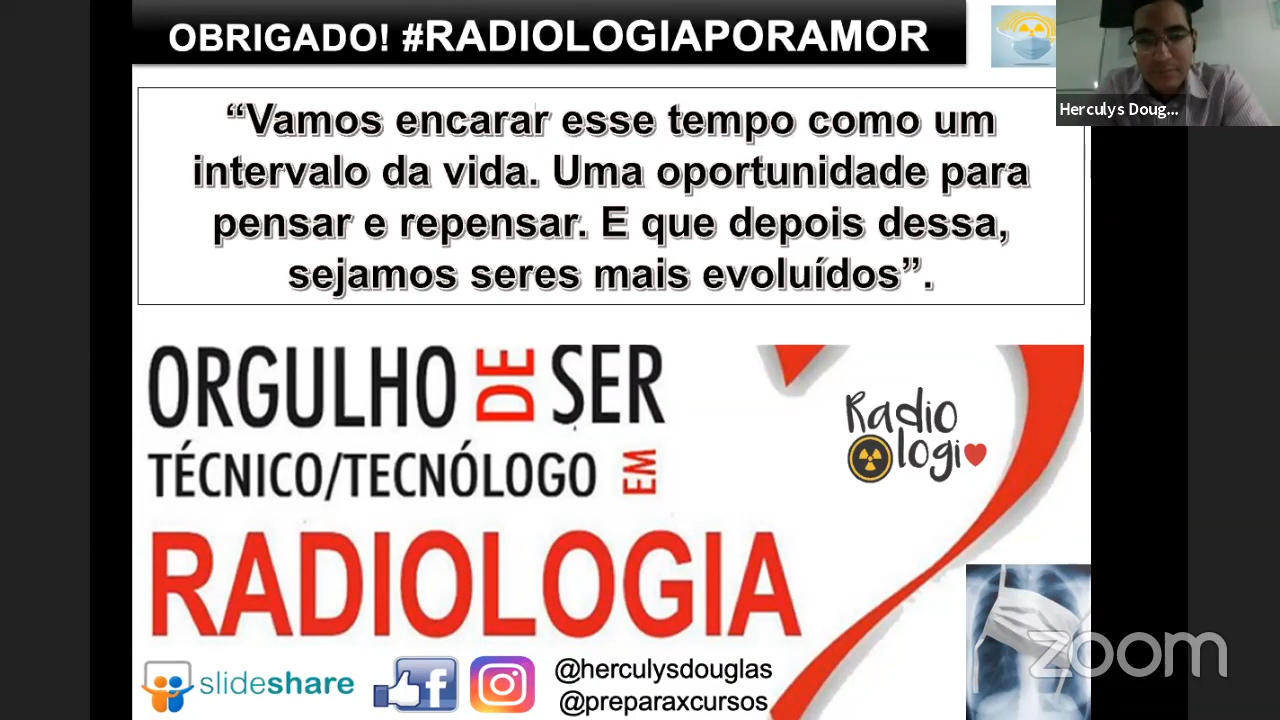 OBRIGADO! #RADIOLOGIAPORAMOR
Herculys Doug...
“Vamos encarar esse tempo como um
intervalo da vida. Uma oportunidade para
pensar e repensar. E que depois dessa,
sejamos seres mais evoluídos”.
ORGULHO DE SER
TÉCNICO/TECNÓLOGO EM
RADIOLOGIA
Radio
logi
slideshare
@herculysdouglas
@preparaxcursos
zoom